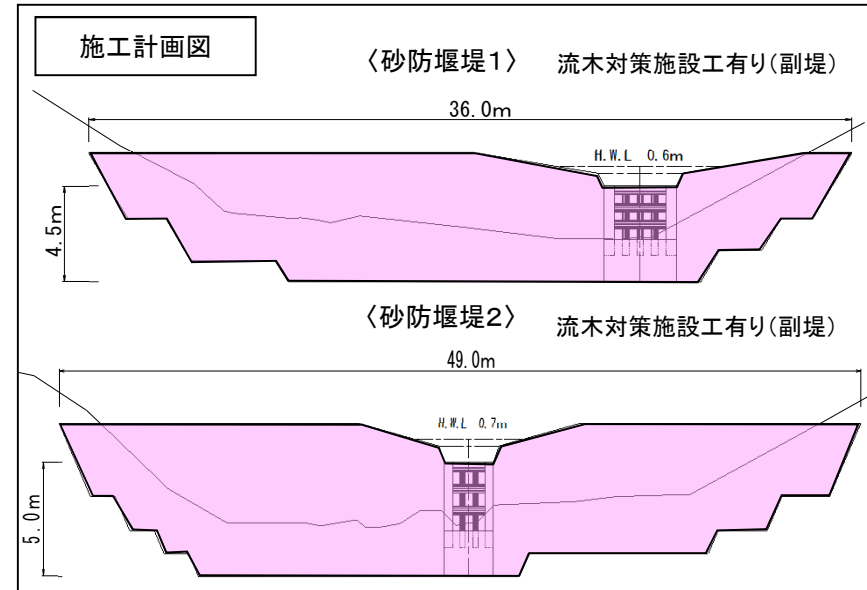 施工計画図
〈砂防堰堤1〉 流木対策施設工有り(副堤)
36.0m
H.W.L 0.6m
4.5m
〈砂防堰堤2〉 流木対策施設工有り(副堤)
49.0m
H.W.L 0.7m
5.0m